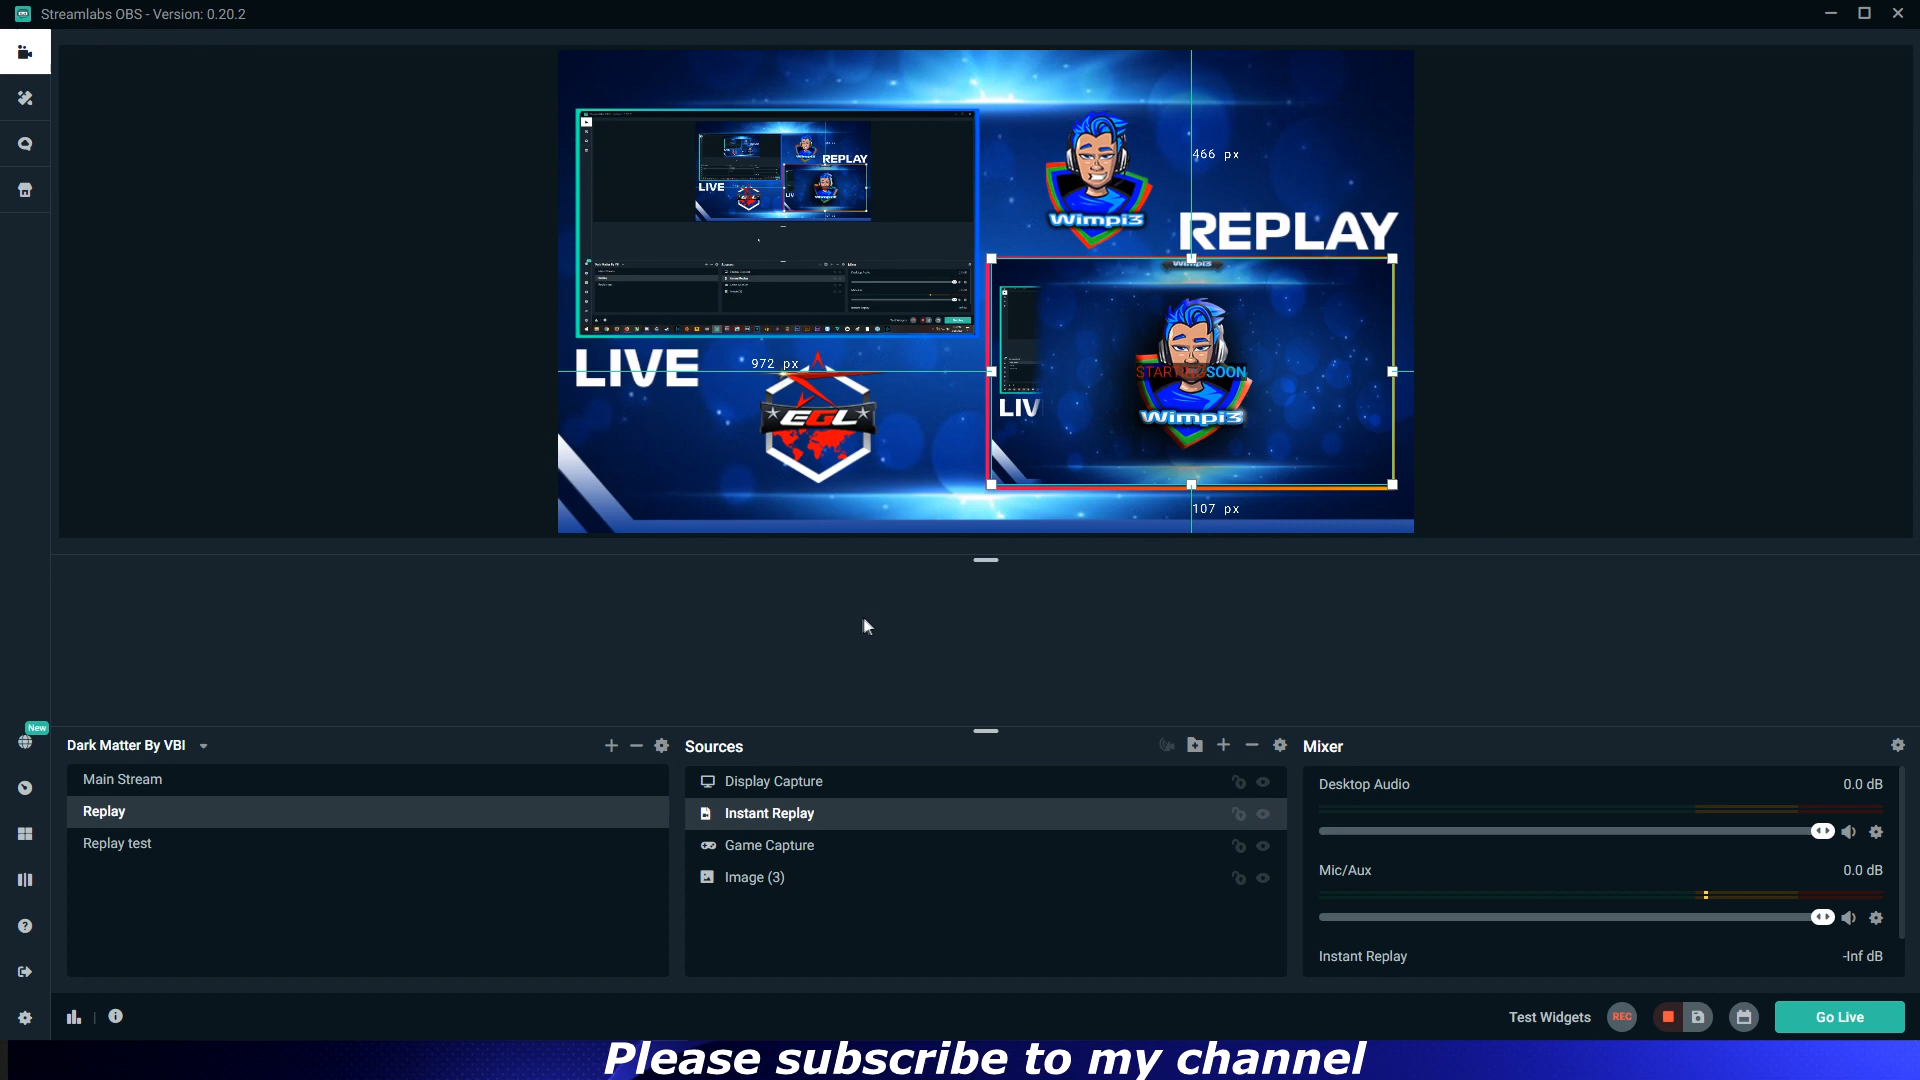 Streamlabs OBS - Version: 0.20.2
REPLAY
LIVE
466 px
Wimpi3
REPLAY
Wimpi3
LIVE
972 px
EGL
STARTING SOON
LIV
Wimpi3
107 px
New
Dark Matter By VBI
Main Stream
Replay
Replay test
Sources
Display Capture
Instant Replay
Game Capture
Image (3)
Mixer
Desktop Audio
0.0 dB
Mic/Aux
0.0 dB
Instant Replay
-Inf dB
Test Widgets
REC
Go Live
Please subscribe to my channel